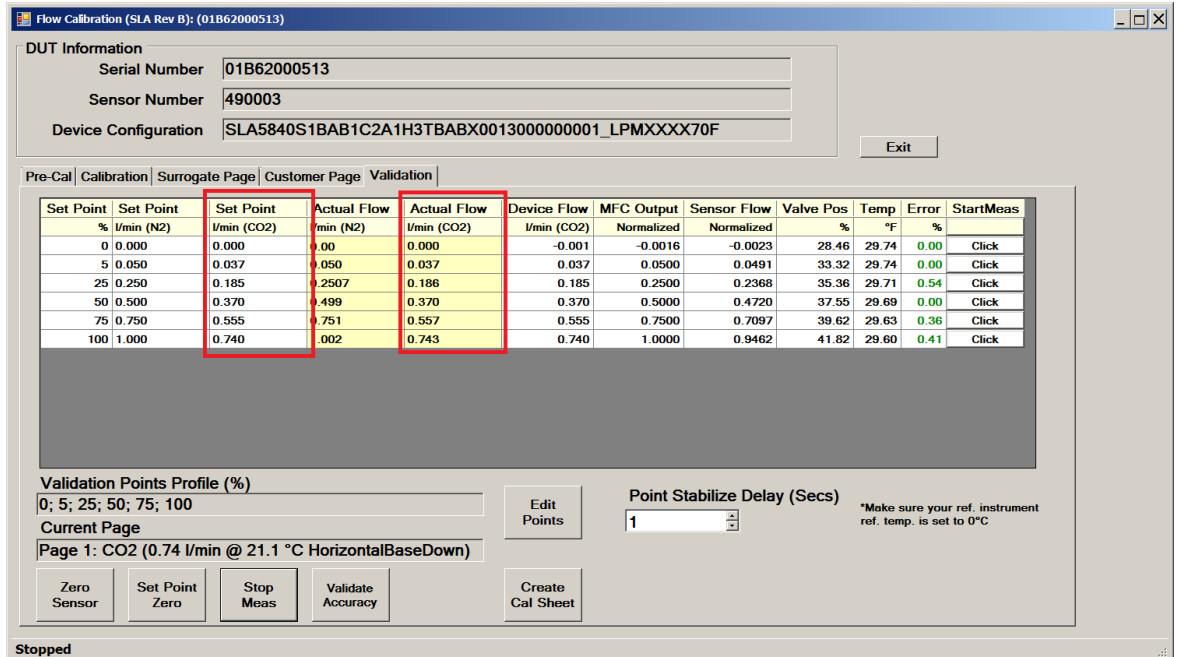 Flow Calibration (SLA Rev B): (01B62000513)
DUT Information
Serial Number 01B62000513
Sensor Number 490003
Device Configuration SLA5840S1BAB1C2A1H3TBABX0013000000001_LPMXXXX70F
Exit
Pre-Cal Calibration Surrogate Page Customer Page Validation
Set Point Set Point Set Point Actual Flow Actual Flow Device Flow MFC Output Sensor Flow Valve Pos Temp Error StartMeas
% l/min (N2) l/min (CO2) l/min (N2) l/min (CO2) l/min (CO2) Normalized Normalized % °F %
0 0.000 0.000 0.00 0.000 -0.001 -0.0016 -0.0023 28.46 29.74 0.00 Click
5 0.050 0.037 0.050 0.037 0.037 0.0500 0.0491 33.32 29.74 0.00 Click
25 0.250 0.185 0.2507 0.186 0.185 0.2500 0.2368 35.36 29.71 0.54 Click
50 0.500 0.370 0.499 0.370 0.370 0.5000 0.4720 37.55 29.69 0.00 Click
75 0.750 0.555 0.751 0.557 0.555 0.7500 0.7097 39.62 29.63 0.36 Click
100 1.000 0.740 1.002 0.743 0.740 1.0000 0.9462 41.82 29.60 0.41 Click
Validation Points Profile (%)
0; 5; 25; 50; 75; 100
Edit
Points
Point Stabilize Delay (Secs)
1
*Make sure your ref. instrument
ref. temp. is set to 0°C
Current Page
Page 1: CO2 (0.74 l/min @ 21.1 °C HorizontalBaseDown)
Zero
Sensor
Set Point
Zero
Stop
Meas
Validate
Accuracy
Create
Cal Sheet
Stopped